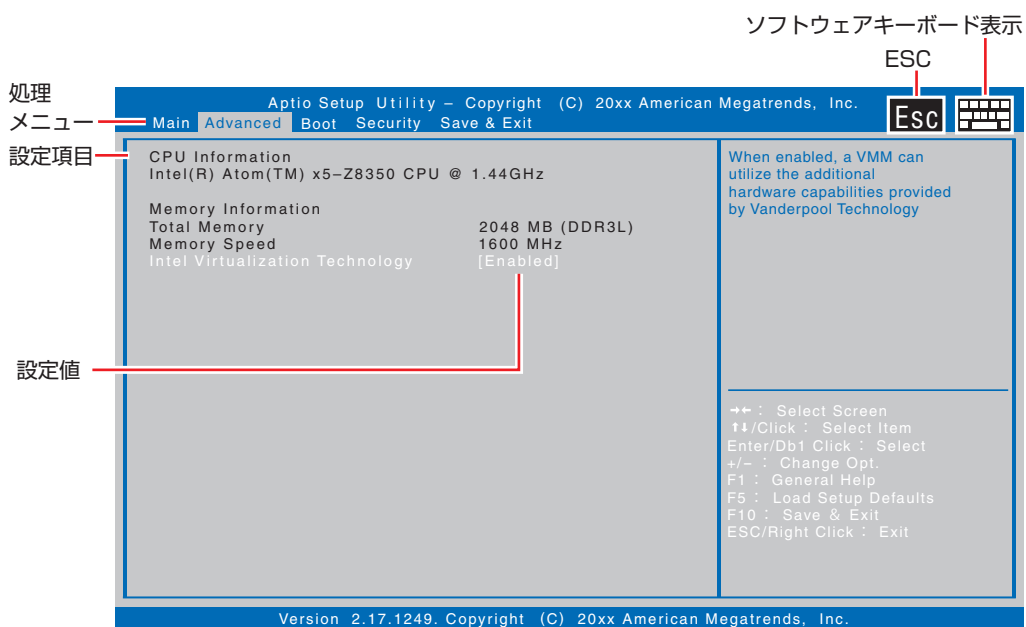 ソフトウェアキーボード表示
ESC
処理
メニュー
設定項目
設定値
Aptio Setup Utility – Copyright (C) 20xx American Megatrends, Inc.
Main Advanced Boot Security Save & Exit
Esc
CPU Information
Intel(R) Atom(TM) x5–Z8350 CPU @ 1.44GHz
Memory Information
Total Memory 2048 MB (DDR3L)
Memory Speed 1600 MHz
Intel Virtualization Technology [Enabled]
When enabled, a VMM can
utilize the additional
hardware capabilities provided
by Vanderpool Technology
→←： Select Screen
↑↓/Click： Select Item
Enter/Db1 Click： Select
+/–： Change Opt.
F1： General Help
F5： Load Setup Defaults
F10： Save & Exit
ESC/Right Click： Exit
Version 2.17.1249. Copyright (C) 20xx American Megatrends, Inc.